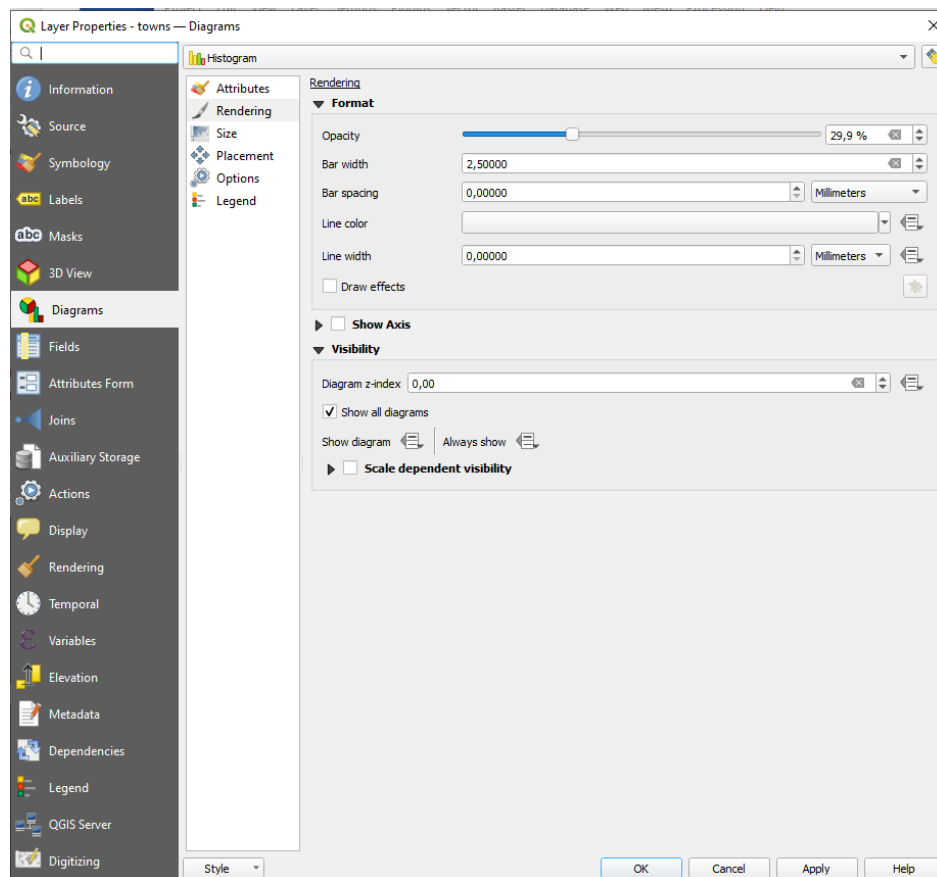 Layer Properties - towns — Diagrams
Histogram
Information
Source
Symbology
abc Labels
abc Masks
3D View
Diagrams
Fields
Attributes Form
Joins
Auxiliary Storage
Actions
Display
Rendering
Temporal
Variables
Elevation
Metadata
Dependencies
Legend
QGIS Server
Digitizing
Attributes
Rendering
Size
Placement
Options
Legend
Rendering
Format
Opacity 29,9 %
Bar width 2,50000
Bar spacing 0,00000 Millimeters
Line color
Line width 0,00000 Millimeters
Draw effects
Show Axis
Visibility
Diagram z-index 0,00
Show all diagrams
Show diagram Always show
Scale dependent visibility
Style OK Cancel Apply Help